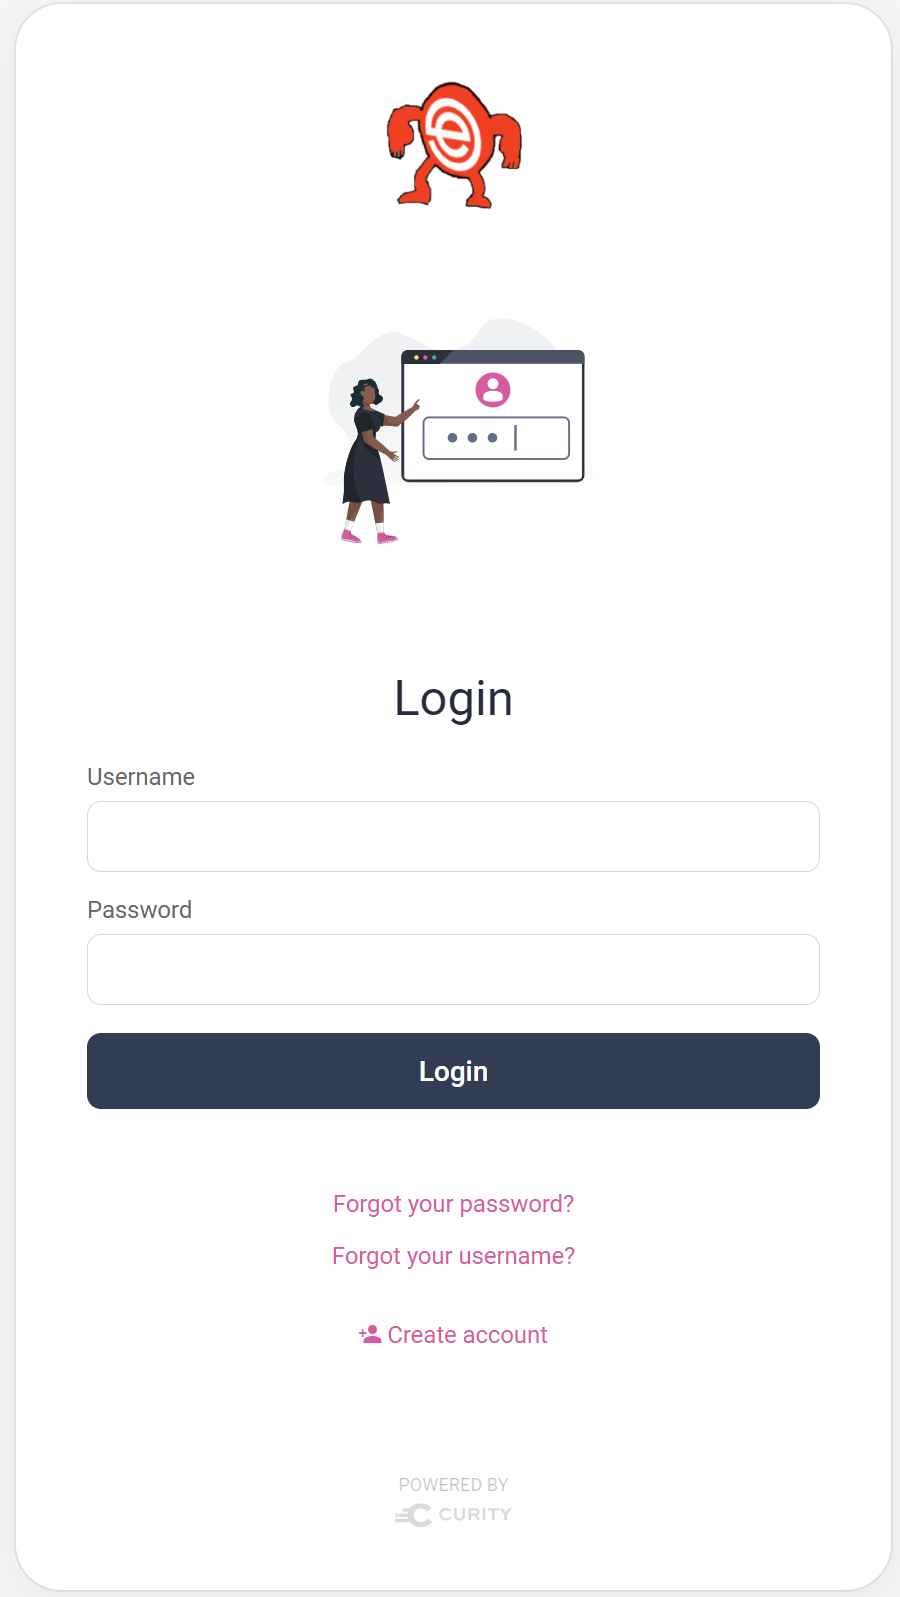 e
Login
Username
Password
Login
Forgot your password?
Forgot your username?
Create account
POWERED BY
CURITY